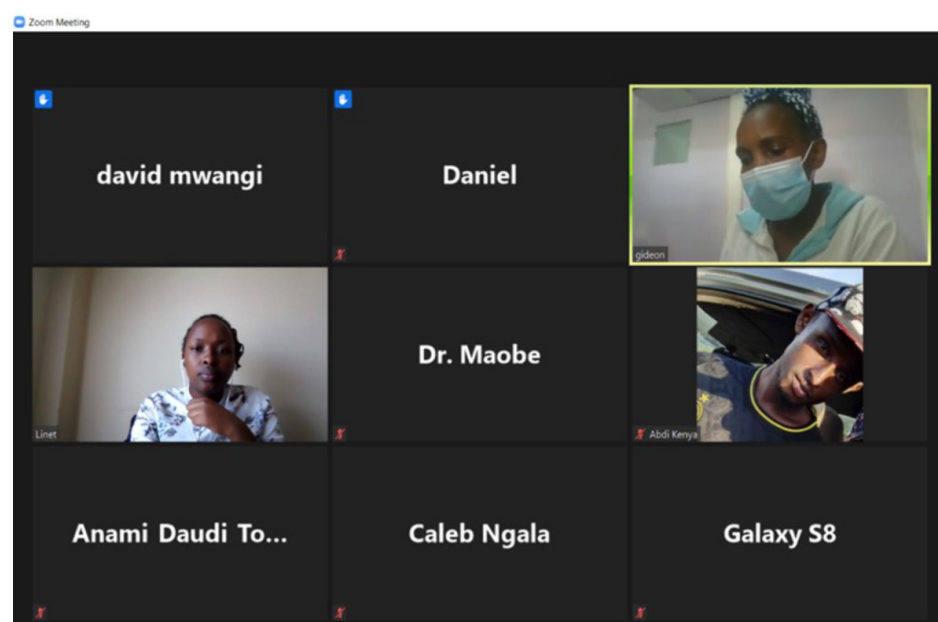 Zoom Meeting
david mwangi
Daniel
gideon
Linet
Dr. Maobe
Abdi Kenya
Anami Daudi To...
Caleb Ngala
Galaxy S8